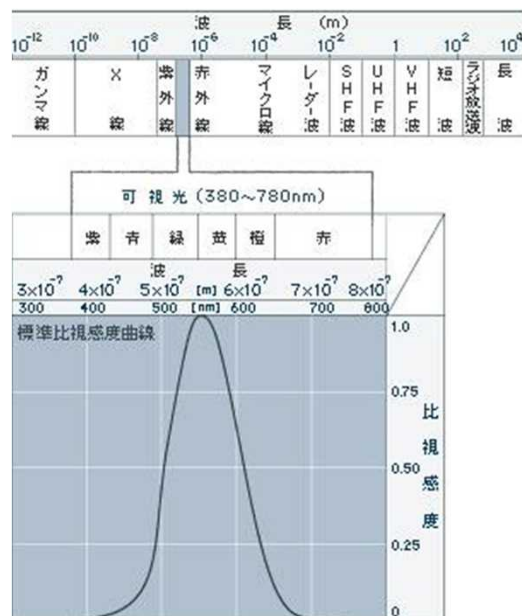 波 長 (m)
10⁻¹² 10⁻¹⁰ 10⁻⁸ 10⁻⁶ 10⁻⁴ 10⁻² 1 10² 10⁴
ガンマ線 X線 紫外線 赤外線 マイクロ線 レーダー波 SHF波 UHF波 VHF波 短波 ラジオ放送波 長波
可視光(380～780nm)
紫 青 緑 黄 橙 赤
波 長
3×10⁻⁷ 4×10⁻⁷ 5×10⁻⁷ [m] 6×10⁻⁷ 7×10⁻⁷ 8×10⁻⁷
300 400 500 [nm] 600 700 800
標準比視感度曲線
1.0
0.75
0.50
0.25
0
比視感度